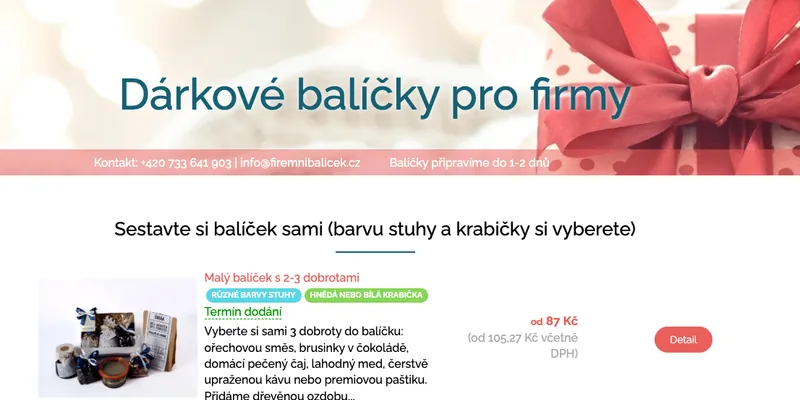 Dárkové balíčky pro firmy
Kontakt: +420 733 641 903 | info@firemnibalicek.cz
Balíčky připravíme do 1-2 dnů
Sestavte si balíček sami (barvu stuhy a krabičky si vyberete)
Malý balíček s 2-3 dobrotami
RŮZNÉ BARVY STUHY
HNĚDÁ NEBO BÍLÁ KRABIČKA
Termín dodání
Vyberte si sami 3 dobroty do balíčku:
ořechovou směs, brusinky v čokoládě,
domácí pečený čaj, lahodný med, čerstvě
upraženou kávu nebo premiovou paštiku.
Přidáme dřevěnou ozdobu...
od 87 Kč
(od 105,27 Kč včetně
DPH)
Detail